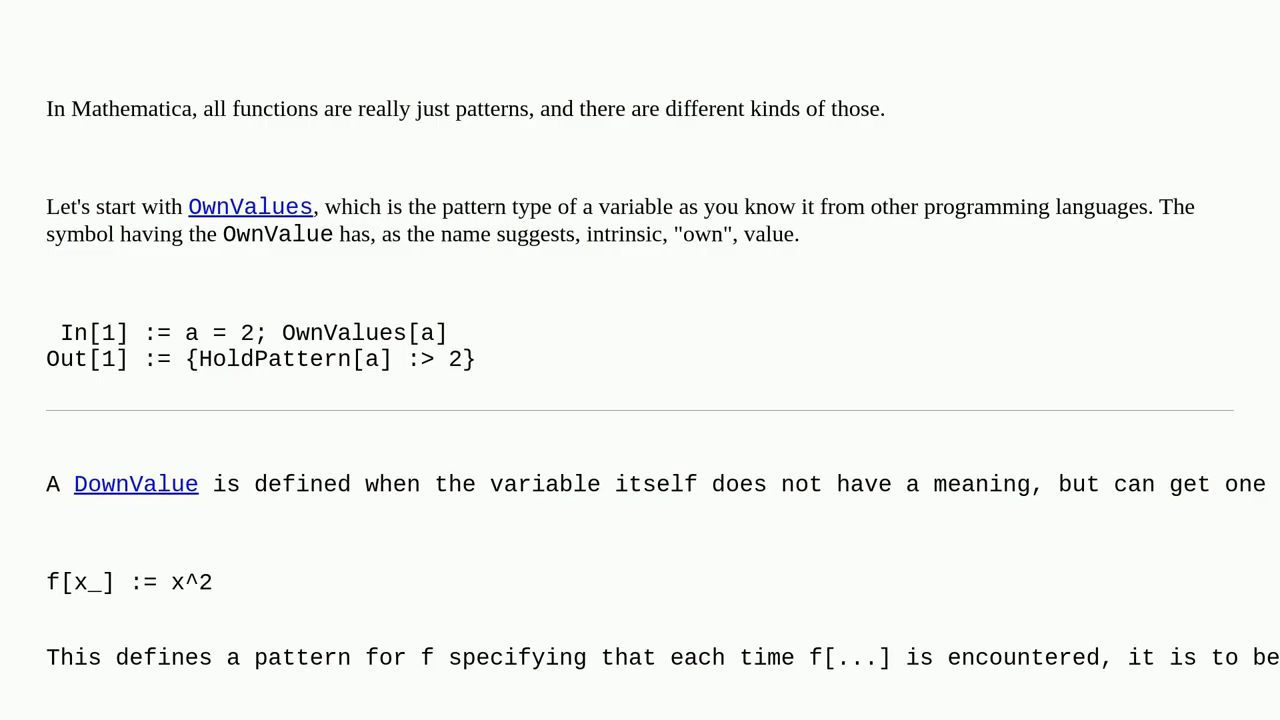 In Mathematica, all functions are really just patterns, and there are different kinds of those.
Let's start with OwnValues, which is the pattern type of a variable as you know it from other programming languages. The
symbol having the OwnValue has, as the name suggests, intrinsic, "own", value.
In[1] := a = 2; OwnValues[a]
Out[1] := {HoldPattern[a] :> 2}
A DownValue is defined when the variable itself does not have a meaning, but can get one
f[x_] := x^2
This defines a pattern for f specifying that each time f[...] is encountered, it is to be